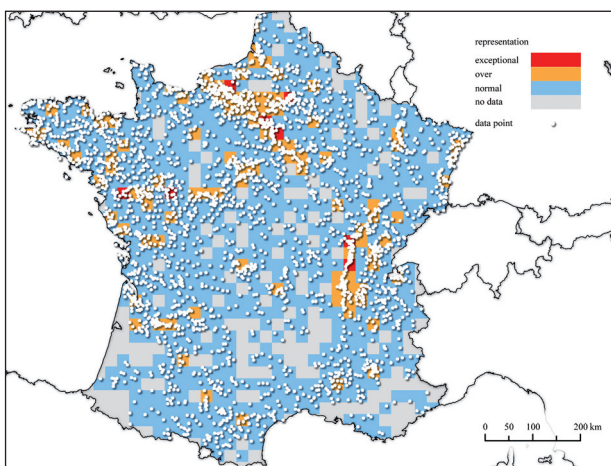 representation
exceptional
over
normal
no data
data point
0 50 100 200 km